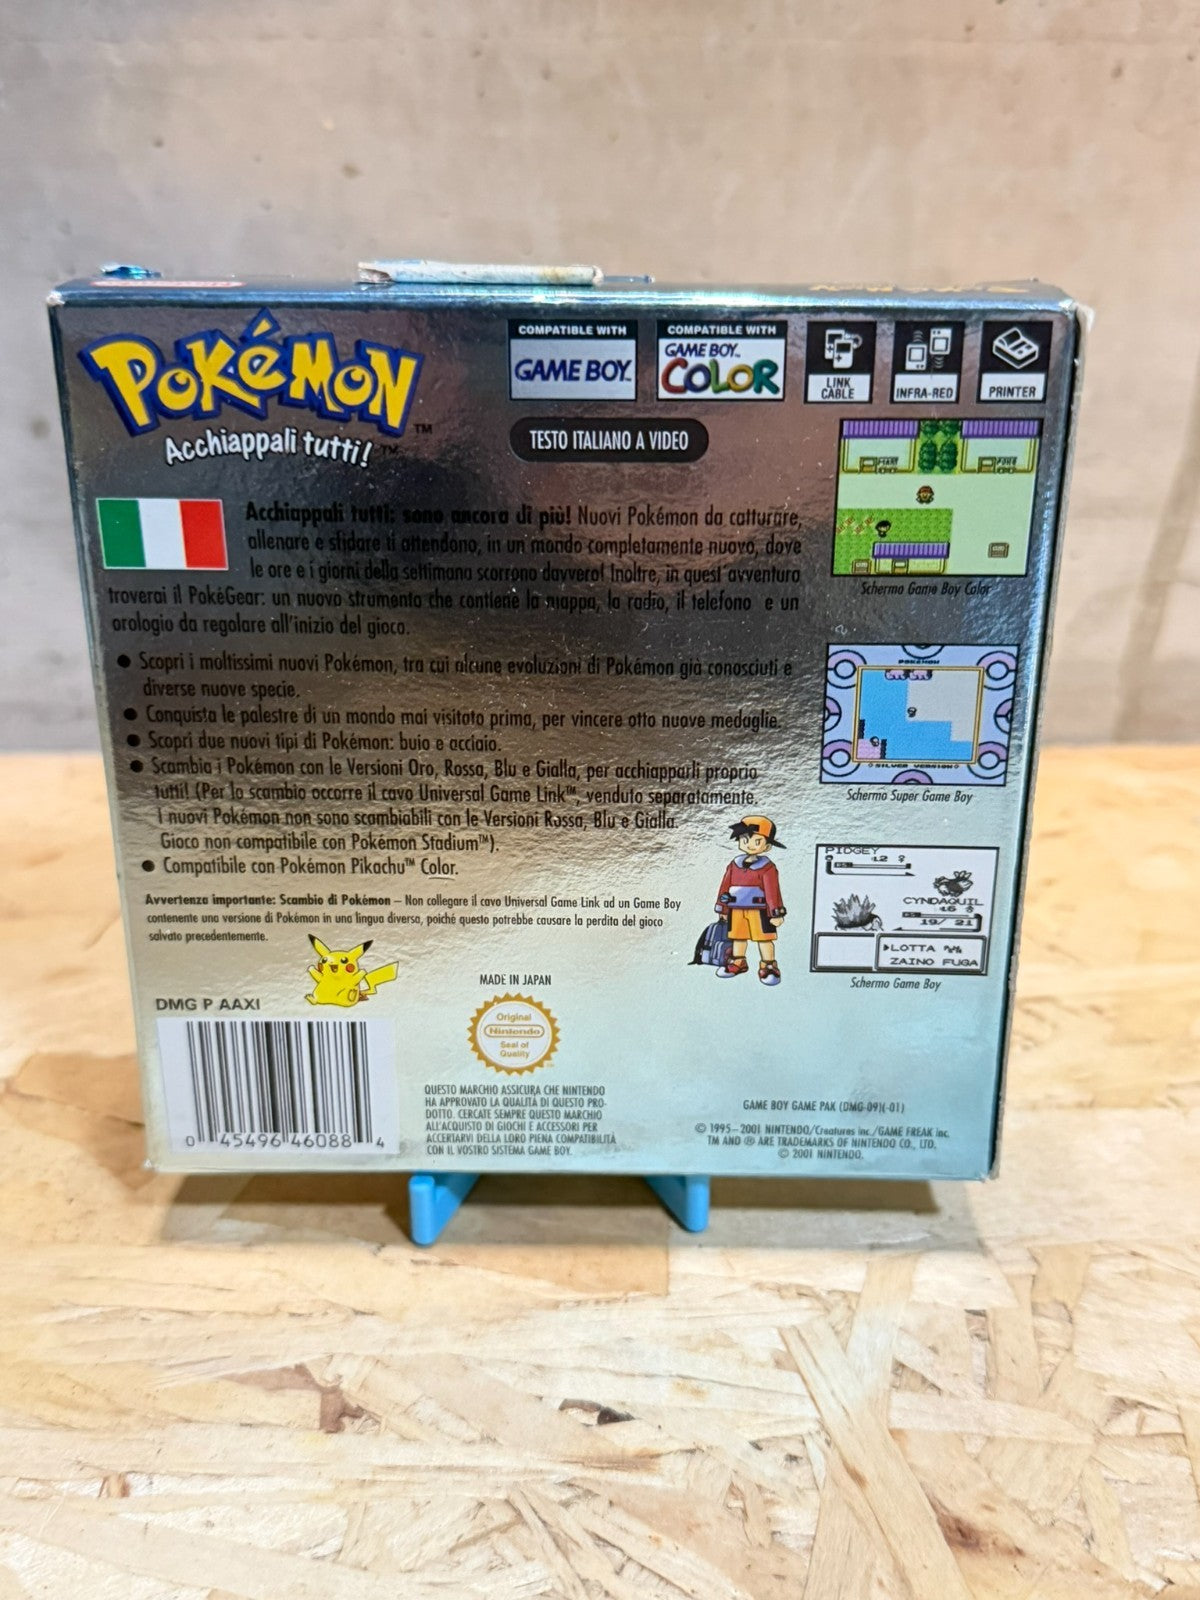 POKéMON™
Acchiappali tutti!™
COMPATIBLE WITH
GAME BOY™
COMPATIBLE WITH
GAME BOY™
COLOR
LINK
CABLE
INFRA-RED
PRINTER
TESTO ITALIANO A VIDEO
Acchiappali tutti: sono ancora di più! Nuovi Pokémon da catturare,
allenare e sfidare ti attendono, in un mondo completamente nuovo, dove
le ore e i giorni della settimana scorrono davvero! Inoltre, in quest'avventura
troverai il PokéGear: un nuovo strumento che contiene la mappa, la radio, il telefono e un
orologio da regolare all'inizio del gioco.
● Scopri i moltissimi nuovi Pokémon, tra cui alcune evoluzioni di Pokémon già conosciuti e
diverse nuove specie.
● Conquista le palestre di un mondo mai visitato prima, per vincere otto nuove medaglie.
● Scopri due nuovi tipi di Pokémon: buio e acciaio.
● Scambia i Pokémon con le Versioni Oro, Rossa, Blu e Gialla, per acchiapparli proprio
tutti! (Per lo scambio occorre il cavo Universal Game Link™, venduto separatamente.
I nuovi Pokémon non sono scambiabili con le Versioni Rossa, Blu e Gialla.
Gioco non compatibile con Pokémon Stadium™).
● Compatibile con Pokémon Pikachu™ Color.
Avvertenza importante: Scambio di Pokémon – Non collegare il cavo Universal Game Link ad un Game Boy
contenente una versione di Pokémon in una lingua diversa, poiché questo potrebbe causare la perdita del gioco
salvato precedentemente.
MART
POKE
Schermo Game Boy Color
POKEMON
SILVER VERSION
Schermo Super Game Boy
PIDGEY
:L2 ♀
CYNDAQUIL
19/ 21
▶LOTTA
ZAINO FUGA
Schermo Game Boy
MADE IN JAPAN
DMG P AAXI
Original
Nintendo
Seal of
Quality
0 45496 46088 4
QUESTO MARCHIO ASSICURA CHE NINTENDO
HA APPROVATO LA QUALITÀ DI QUESTO PRO-
DOTTO. CERCATE SEMPRE QUESTO MARCHIO
ALL'ACQUISTO DI GIOCHI E ACCESSORI PER
ACCERTARVI DELLA LORO PIENA COMPATIBILITÀ
CON IL VOSTRO SISTEMA GAME BOY.
GAME BOY GAME PAK (DMG-09)(-01)
© 1995–2001 NINTENDO/Creatures inc./GAME FREAK inc.
TM AND ® ARE TRADEMARKS OF NINTENDO CO., LTD.
© 2001 NINTENDO.